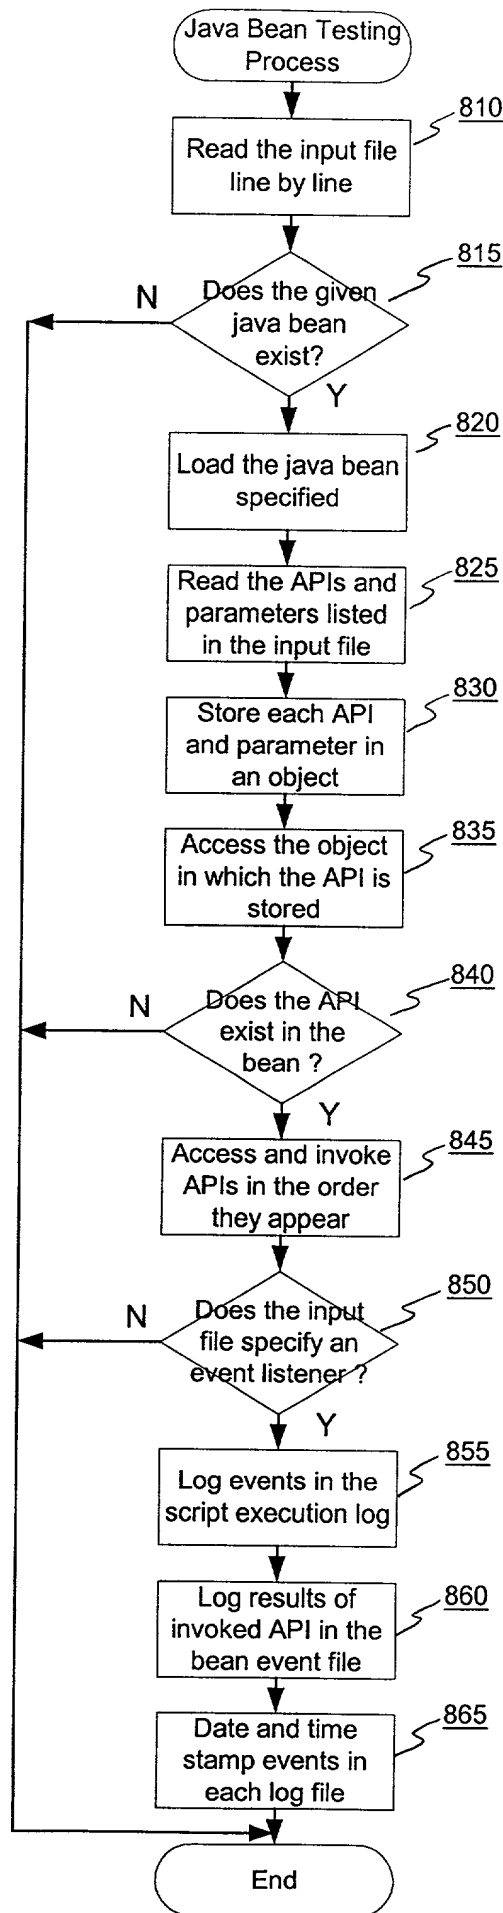 Java Bean Testing
Process
810
Read the input file
line by line
815
N
Does the given
java bean
exist?
Y
820
Load the java bean
specified
825
Read the APIs and
parameters listed
in the input file
830
Store each API
and parameter in
an object
835
Access the object
in which the API is
stored
840
N
Does the API
exist in the
bean ?
Y
845
Access and invoke
APIs in the order
they appear
850
N
Does the input
file specify an
event listener ?
Y
855
Log events in the
script execution log
860
Log results of
invoked API in the
bean event file
865
Date and time
stamp events in
each log file
End